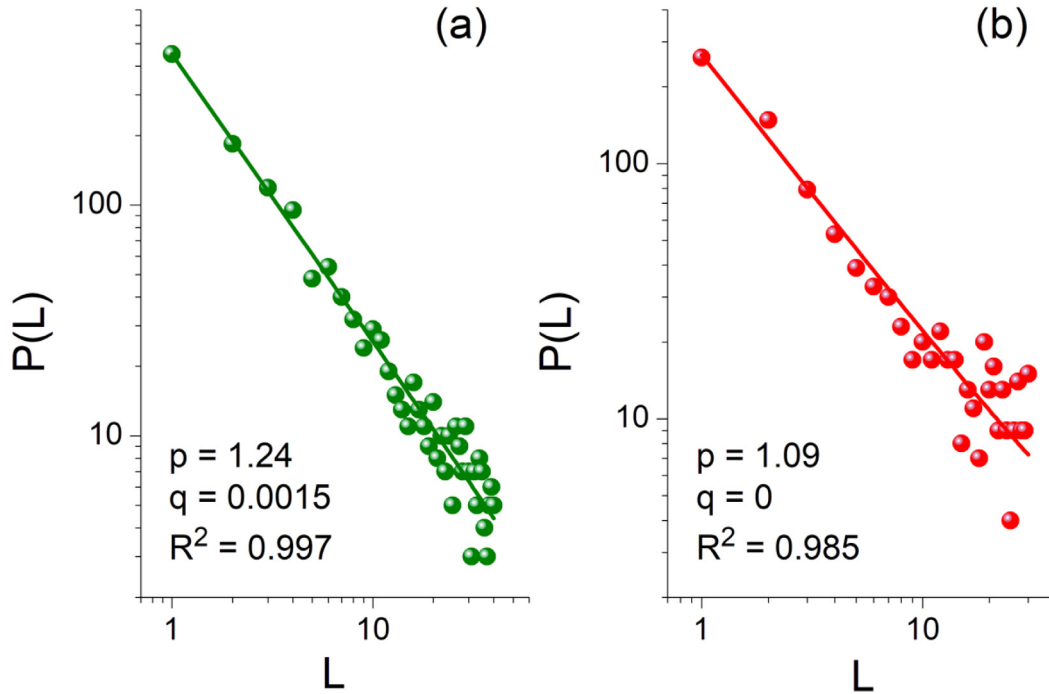 (a)
P(L)
100
10
p = 1.24
q = 0.0015
R² = 0.997
1
10
L
(b)
P(L)
100
10
p = 1.09
q = 0
R² = 0.985
1
10
L